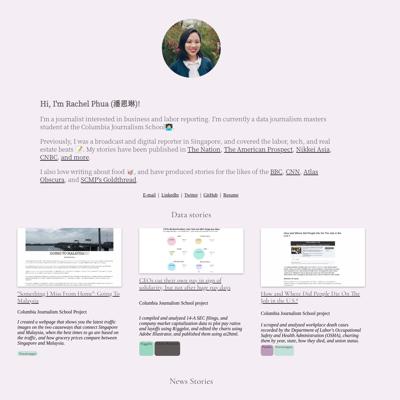 Hi, I'm Rachel Phua (潘恩琳)!
I'm a journalist interested in business and labor reporting. I'm currently a data journalism masters
student at the Columbia Journalism School
Previously, I was a broadcast and digital reporter in Singapore, and covered the labor, tech, and real
estate beats 📝. My stories have been published in The Nation, The American Prospect, Nikkei Asia,
CNBC, and more.
I also love writing about food, and have produced stories for the likes of the BBC, CNN, Atlas
Obscura, and SCMP's Goldthread.
E-mail | LinkedIn | Twitter | GitHub | Resume
Data stories
GOING TO MALAYSIA
"Something I Miss From Home": Going To
Malaysia
Columbia Journalism School Project
I created a webpage that shows you the latest traffic
images on the two causeways that connect Singapore
and Malaysia, when the best times to go are based on
the traffic, and how grocery prices compare between
Singapore and Malaysia.
CEOs cut their own pay in sign of
solidarity, but not after huge pay days
Columbia Journalism School project
I compiled and analyzed 14-A SEC filings, and
company market capitalization data to plot pay ratios
and layoffs using Rggplot, and edited the charts using
Adobe Illustrator, and published them using ai2html.
How and Where Did People Die On The
Job in the U.S?
Columbia Journalism School project
I scraped and analyzed workplace death cases
recorded by the Department of Labor's Occupational
Safety and Health Administration (OSHA), charting
them by year, state, how they died, and union status.
News Stories